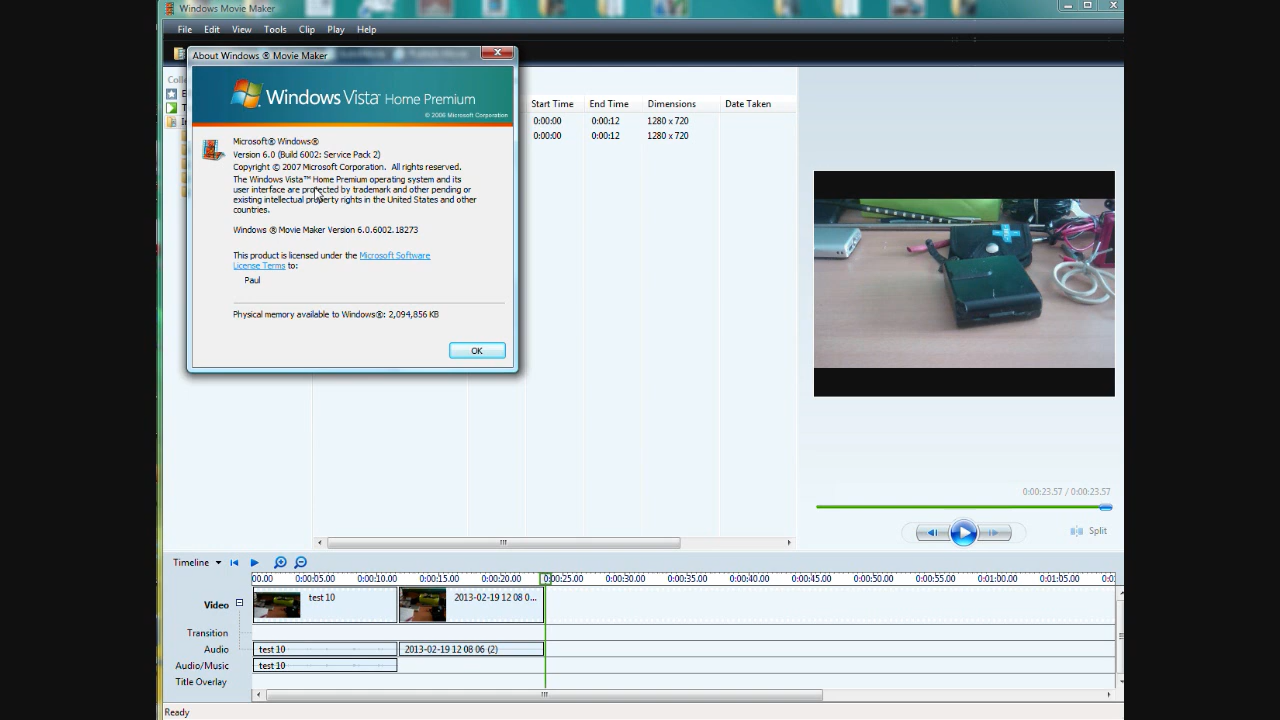 Windows Movie Maker
File Edit View Tools Clip Play Help
About Windows ® Movie Maker
Windows Vista™ Home Premium
© 2006 Microsoft Corporation
Microsoft® Windows®
Version 6.0 (Build 6002: Service Pack 2)
Copyright © 2007 Microsoft Corporation. All rights reserved.
The Windows Vista™ Home Premium operating system and its
user interface are protected by trademark and other pending or
existing intellectual property rights in the United States and other
countries.
Windows ® Movie Maker Version 6.0.6002.18273
This product is licensed under the Microsoft Software
License Terms to:
Paul
Physical memory available to Windows®: 2,094,856 KB
OK
Start Time End Time Dimensions Date Taken
0:00:00 0:00:12 1280 x 720
0:00:00 0:00:12 1280 x 720
0:00:23.57 / 0:00:23.57
Split
Timeline
00.00 0:00:05.00 0:00:10.00 0:00:15.00 0:00:20.00 0:00:25.00 0:00:30.00 0:00:35.00 0:00:40.00 0:00:45.00 0:00:50.00 0:00:55.00 0:01:00.00 0:01:05.00
Video test 10 2013-02-19 12 08 0...
Transition
Audio test 10 2013-02-19 12 08 06 (2)
Audio/Music test 10
Title Overlay
Ready